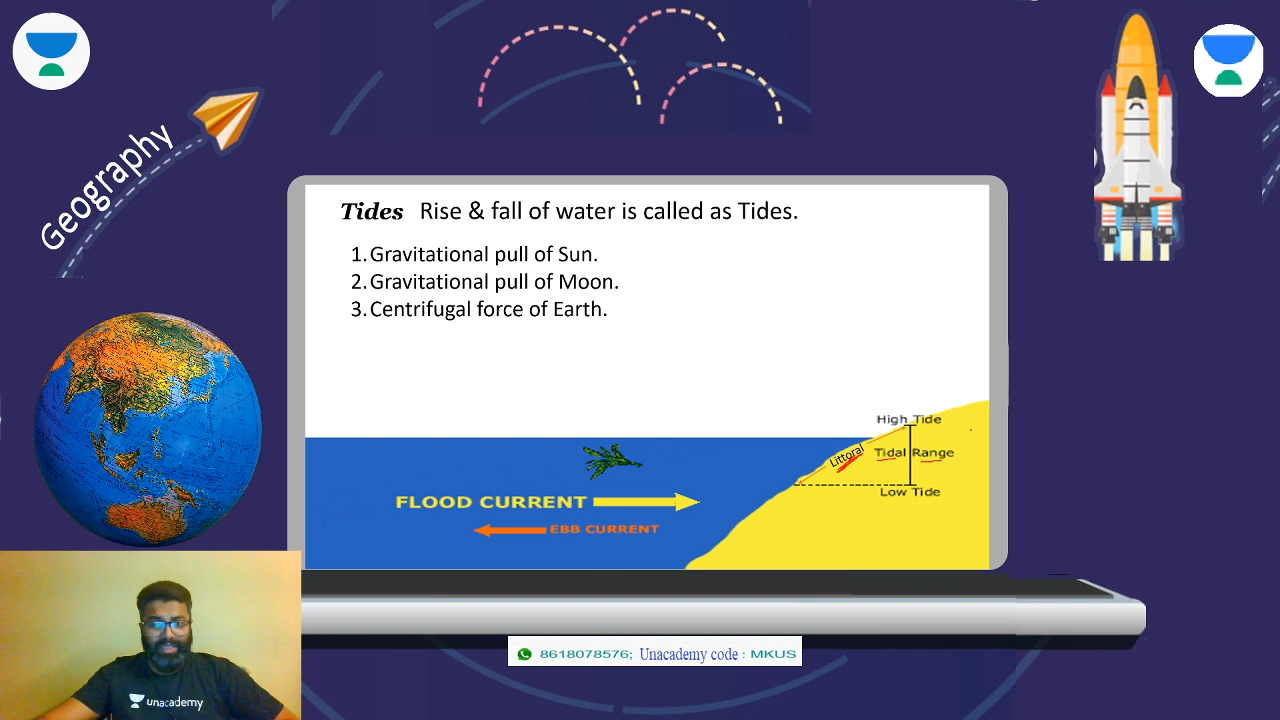 Geography
Tides Rise & fall of water is called as Tides.
1. Gravitational pull of Sun.
2. Gravitational pull of Moon.
3. Centrifugal force of Earth.
High Tide
Littoral
Tidal Range
Low Tide
FLOOD CURRENT
EBB CURRENT
unacademy
8618078576; Unacademy code : MKUS